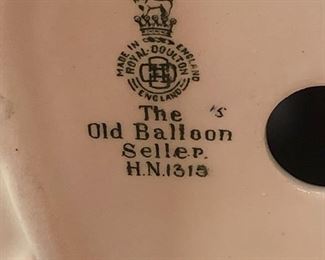 MADE IN ENGLAND
ROYAL·DOULTON
ENGLAND
The
Old Balloon
Seller.
H.N.1315